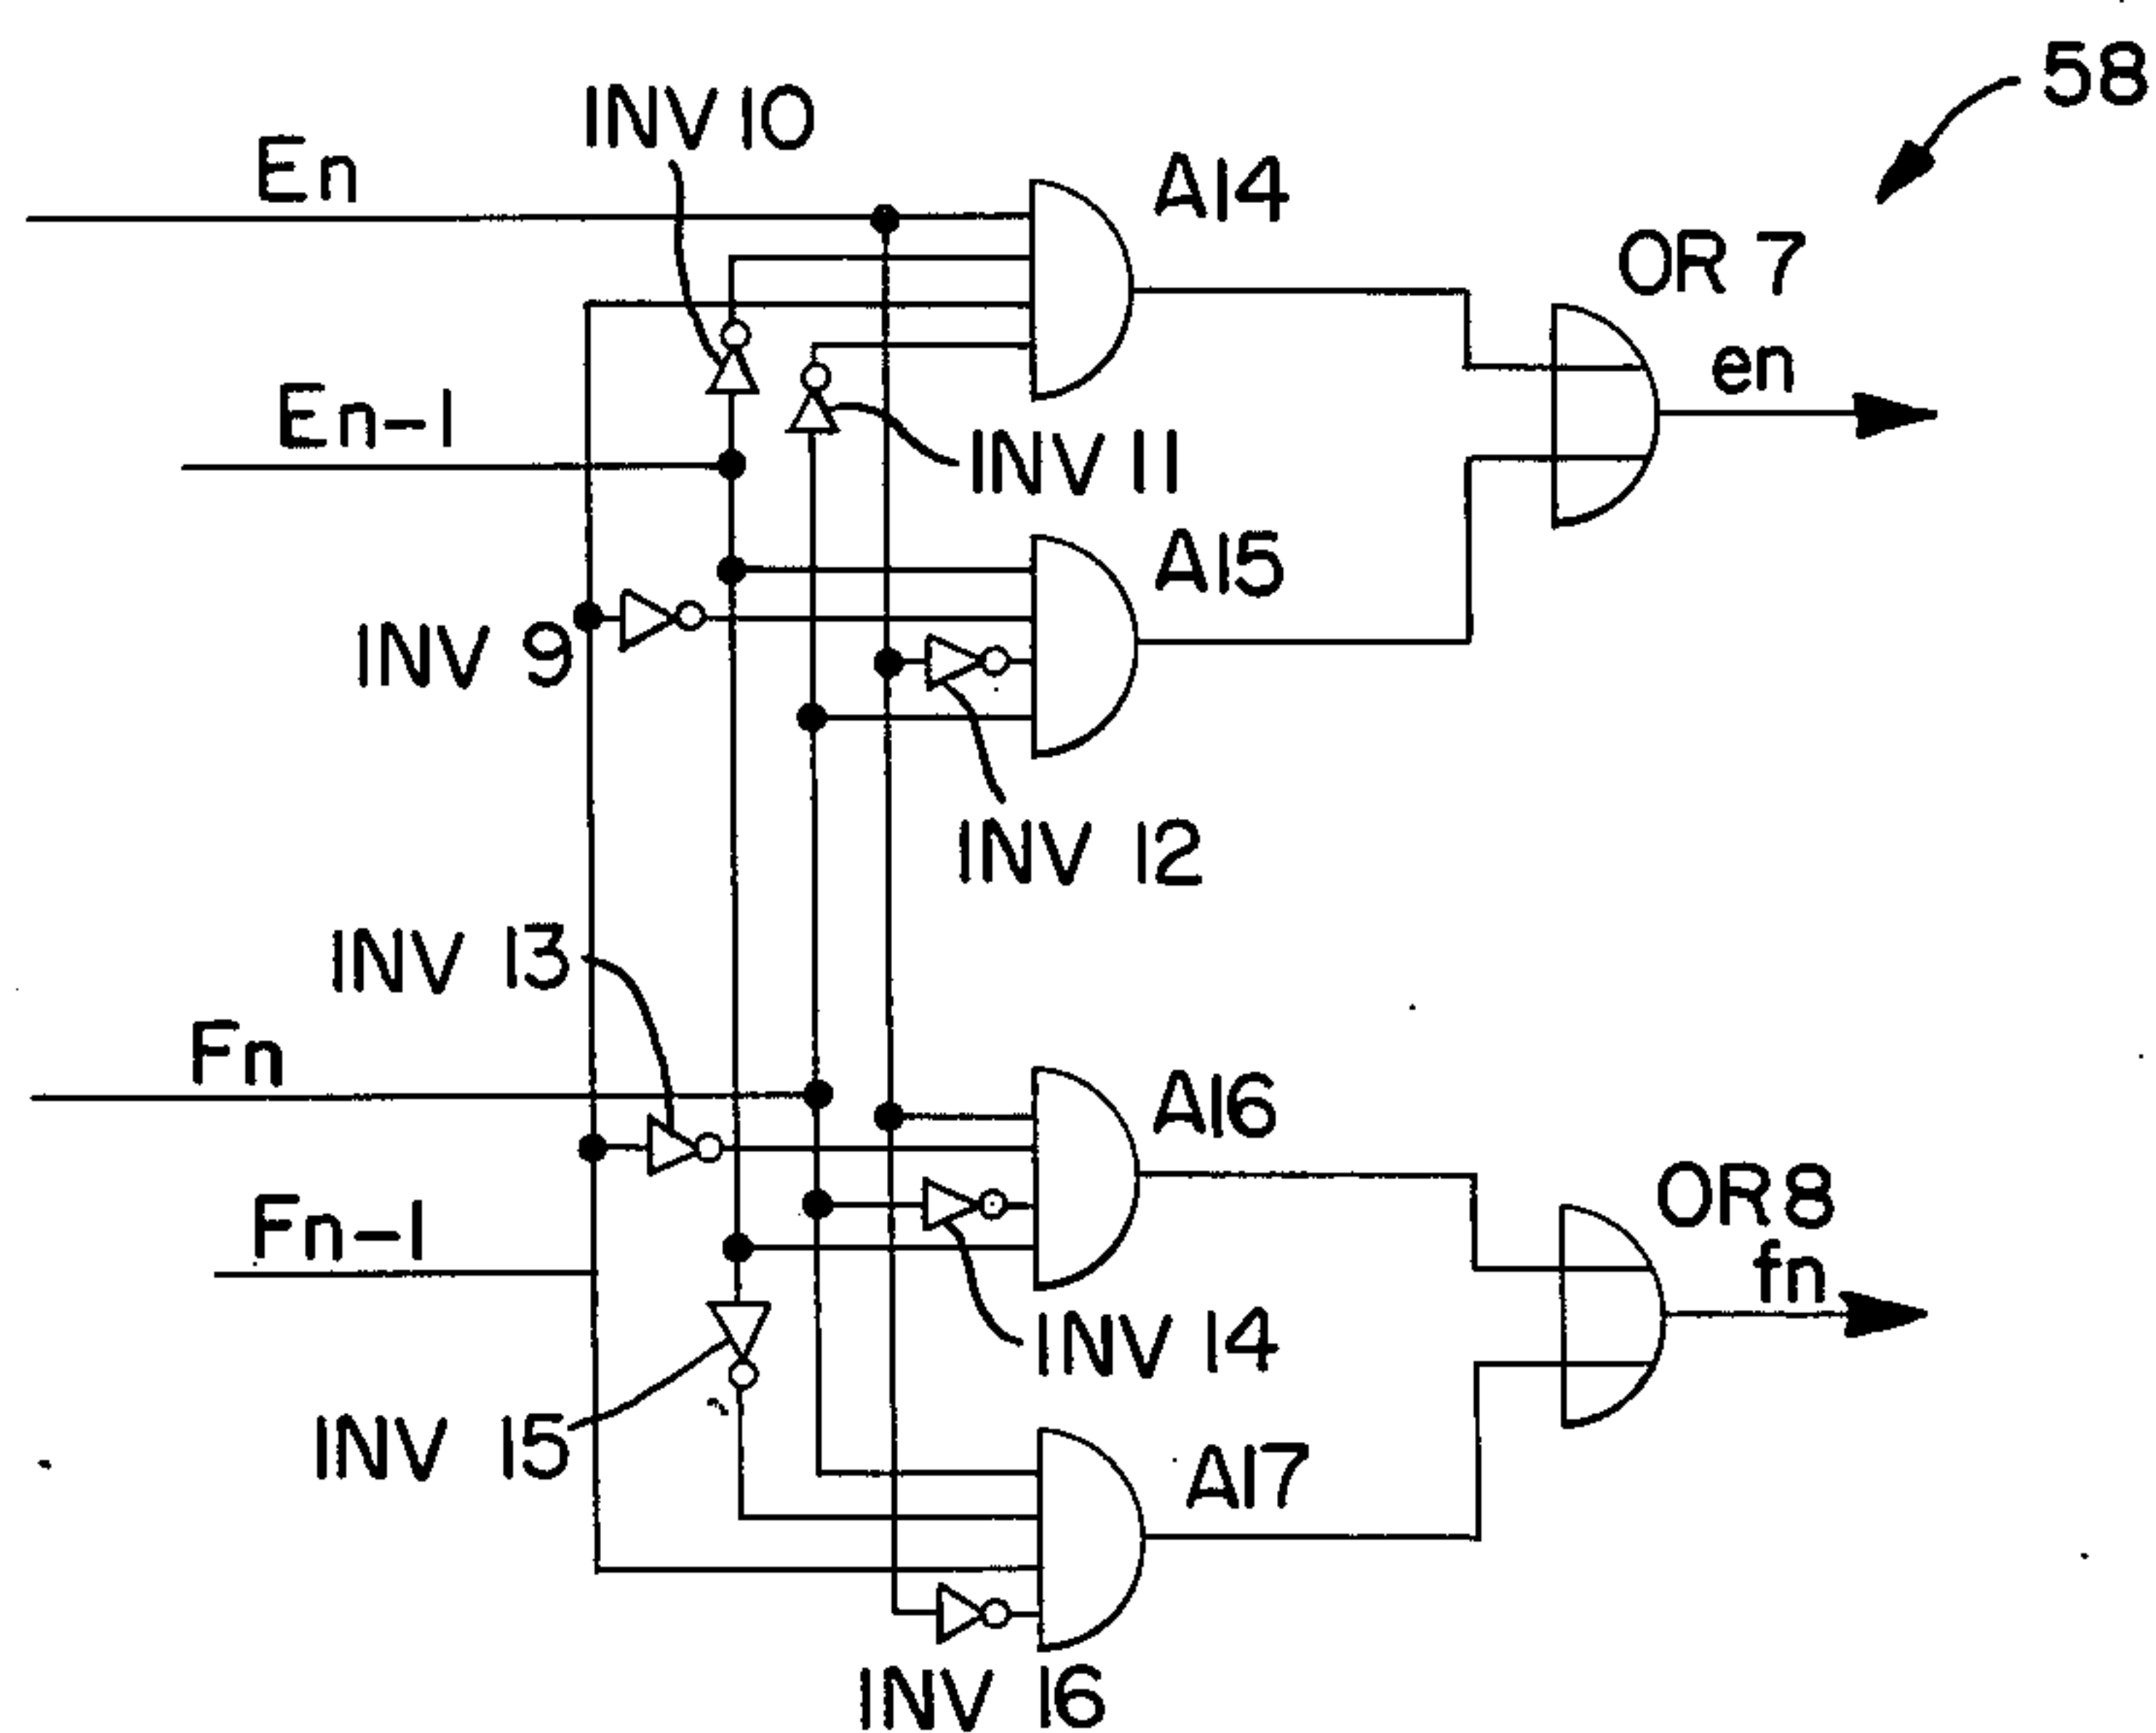 58
INV 10
En
A14
OR 7
en
En-1
INV 11
A15
INV 9
INV 12
INV 13
Fn
A16
Fn-1
OR8
fn
INV 14
INV 15
A17
INV 16